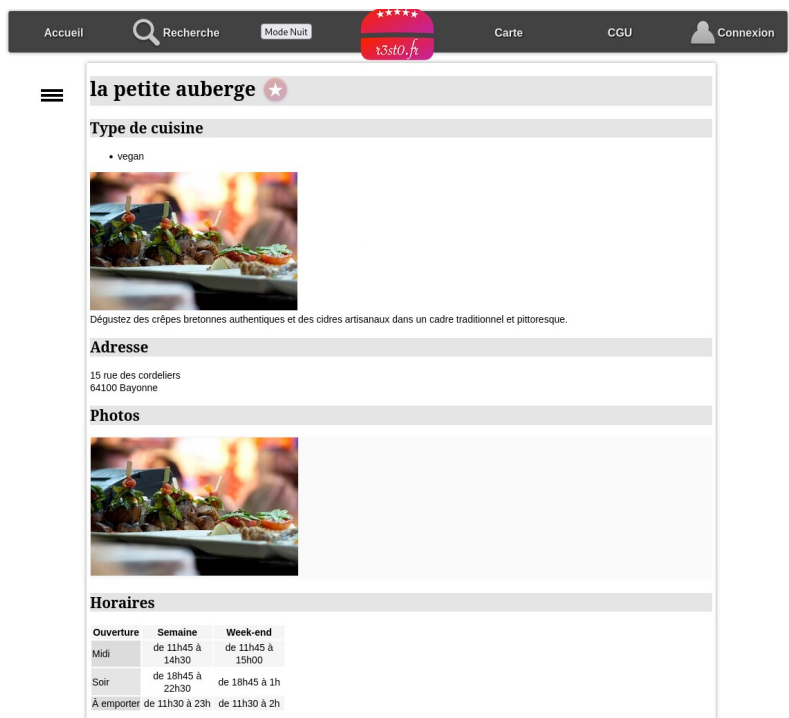 Accueil
Recherche
Mode Nuit
r3st0.fr
Carte
CGU
Connexion
la petite auberge
Type de cuisine
vegan
Dégustez des crêpes bretonnes authentiques et des cidres artisanaux dans un cadre traditionnel et pittoresque.
Adresse
15 rue des cordeliers
64100 Bayonne
Photos
Horaires
Ouverture Semaine Week-end
Midi de 11h45 à 14h30 de 11h45 à 15h00
Soir de 18h45 à 22h30 de 18h45 à 1h
À emporter de 11h30 à 23h de 11h30 à 2h